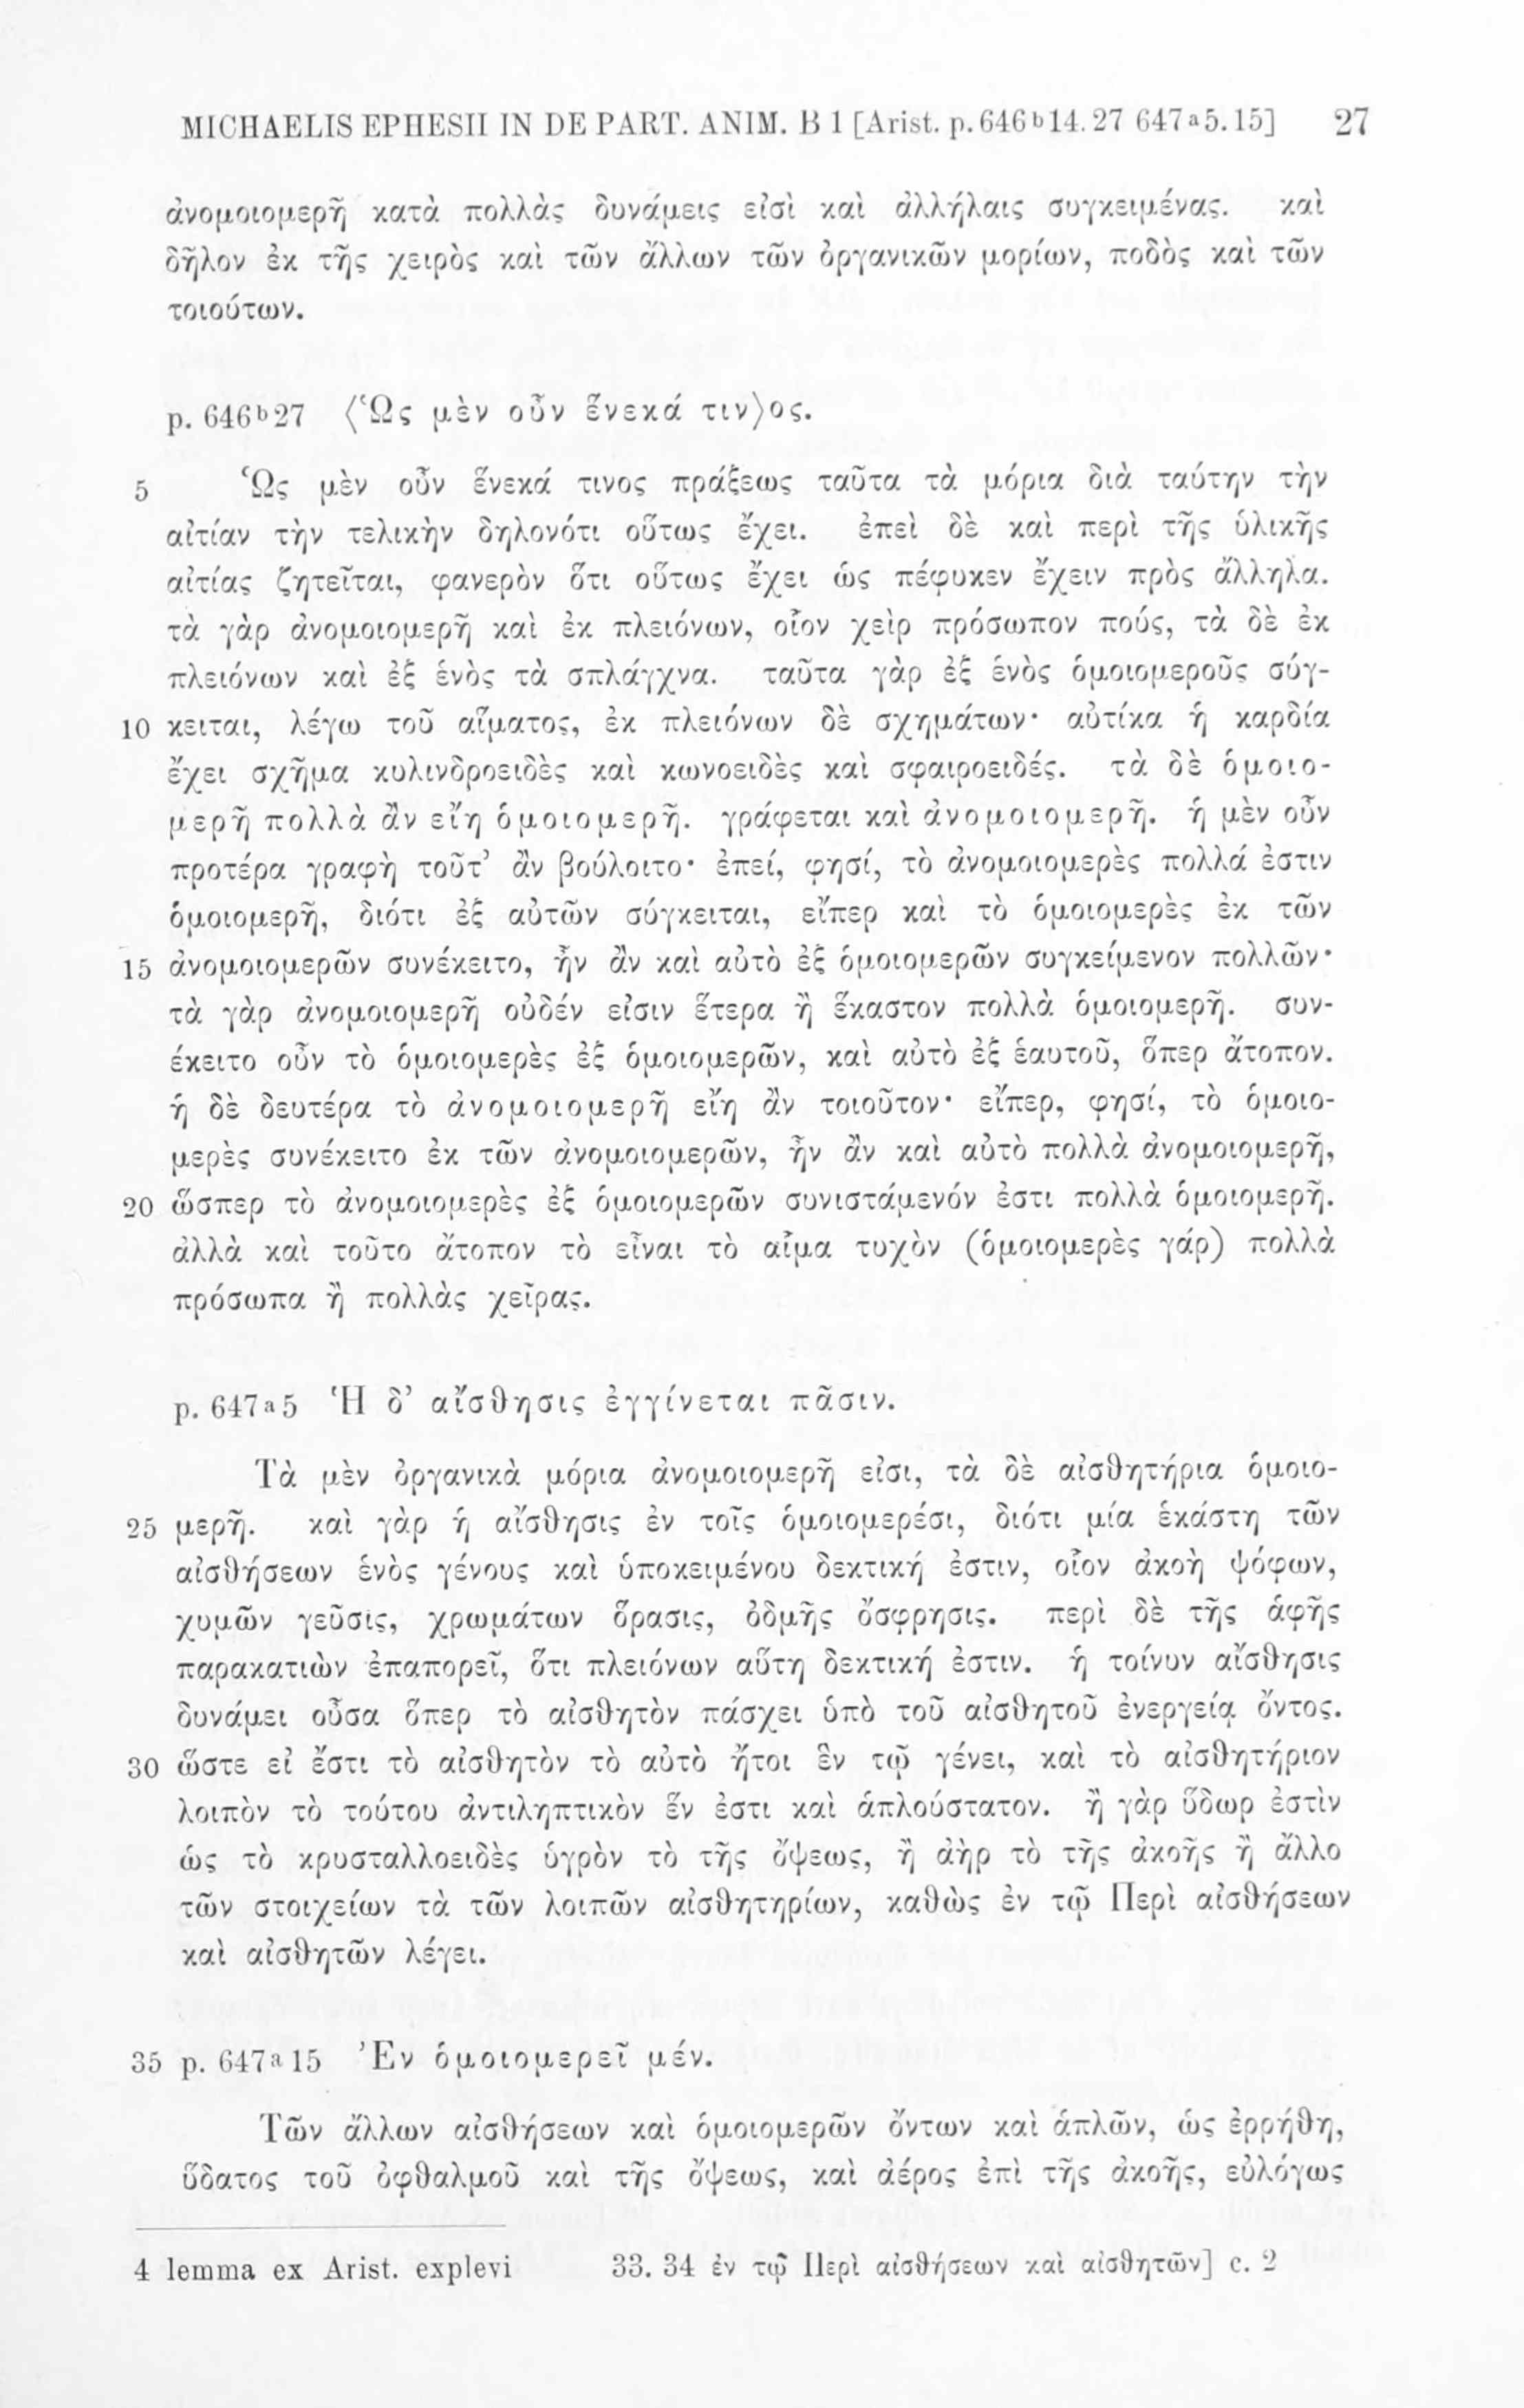 MICHAELIS EPHESII IN DE PART. ANIM. B 1 [Arist. p. 646ᵇ14. 27 647ᵃ5. 15] 27
ἀνομοιομερῆ κατὰ πολλὰς δυνάμεις εἰσὶ καὶ ἀλλήλαις συγκειμένας. καὶ
δῆλον ἐκ τῆς χειρὸς καὶ τῶν ἄλλων τῶν ὀργανικῶν μορίων, ποδὸς καὶ τῶν
τοιούτων.
p. 646ᵇ27 〈Ὡς μὲν οὖν ἕνεκά τιν〉ος.
5 Ὡς μὲν οὖν ἕνεκά τινος πράξεως ταῦτα τὰ μόρια διὰ ταύτην τὴν
αἰτίαν τὴν τελικὴν δηλονότι οὕτως ἔχει. ἐπεὶ δὲ καὶ περὶ τῆς ὑλικῆς
αἰτίας ζητεῖται, φανερὸν ὅτι οὕτως ἔχει ὡς πέφυκεν ἔχειν πρὸς ἄλληλα.
τὰ γὰρ ἀνομοιομερῆ καὶ ἐκ πλειόνων, οἷον χεὶρ πρόσωπον πούς, τὰ δὲ ἐκ
πλειόνων καὶ ἐξ ἑνὸς τὰ σπλάγχνα. ταῦτα γὰρ ἐξ ἑνὸς ὁμοιομεροῦς σύγ-
10 κειται, λέγω τοῦ αἵματος, ἐκ πλειόνων δὲ σχημάτων· αὐτίκα ἡ καρδία
ἔχει σχῆμα κυλινδροειδὲς καὶ κωνοειδὲς καὶ σφαιροειδές. τὰ δὲ ὁμοιο-
μερῆ πολλὰ ἂν εἴη ὁμοιομερῆ. γράφεται καὶ ἀνομοιομερῆ. ἡ μὲν οὖν
προτέρα γραφὴ τοῦτ’ ἂν βούλοιτο· ἐπεί, φησί, τὸ ἀνομοιομερὲς πολλά ἐστιν
ὁμοιομερῆ, διότι ἐξ αὐτῶν σύγκειται, εἴπερ καὶ τὸ ὁμοιομερὲς ἐκ τῶν
15 ἀνομοιομερῶν συνέκειτο, ἦν ἂν καὶ αὐτὸ ἐξ ὁμοιομερῶν συγκείμενον πολλῶν·
τὰ γὰρ ἀνομοιομερῆ οὐδέν εἰσιν ἕτερα ἢ ἕκαστον πολλὰ ὁμοιομερῆ. συν-
έκειτο οὖν τὸ ὁμοιομερὲς ἐξ ὁμοιομερῶν, καὶ αὐτὸ ἐξ ἑαυτοῦ, ὅπερ ἄτοπον.
ἡ δὲ δευτέρα τὸ ἀνομοιομερῆ εἴη ἂν τοιοῦτον· εἴπερ, φησί, τὸ ὁμοιο-
μερὲς συνέκειτο ἐκ τῶν ἀνομοιομερῶν, ἦν ἂν καὶ αὐτὸ πολλὰ ἀνομοιομερῆ,
20 ὥσπερ τὸ ἀνομοιομερὲς ἐξ ὁμοιομερῶν συνιστάμενόν ἐστι πολλὰ ὁμοιομερῆ.
ἀλλὰ καὶ τοῦτο ἄτοπον τὸ εἶναι τὸ αἷμα τυχὸν (ὁμοιομερὲς γάρ) πολλὰ
πρόσωπα ἢ πολλὰς χεῖρας.
p. 647ᵃ5 Ἡ δ’ αἴσθησις ἐγγίνεται πᾶσιν.
Τὰ μὲν ὀργανικὰ μόρια ἀνομοιομερῆ εἰσι, τὰ δὲ αἰσθητήρια ὁμοιο-
25 μερῆ. καὶ γὰρ ἡ αἴσθησις ἐν τοῖς ὁμοιομερέσι, διότι μία ἑκάστη τῶν
αἰσθήσεων ἑνὸς γένους καὶ ὑποκειμένου δεκτική ἐστιν, οἷον ἀκοὴ ψόφων,
χυμῶν γεῦσις, χρωμάτων ὅρασις, ὀδμῆς ὄσφρησις. περὶ δὲ τῆς ἁφῆς
παρακατιὼν ἐπαπορεῖ, ὅτι πλειόνων αὕτη δεκτική ἐστιν. ἡ τοίνυν αἴσθησις
δυνάμει οὖσα ὅπερ τὸ αἰσθητὸν πάσχει ὑπὸ τοῦ αἰσθητοῦ ἐνεργείᾳ ὄντος.
30 ὥστε εἰ ἔστι τὸ αἰσθητὸν τὸ αὐτὸ ἤτοι ἓν τῷ γένει, καὶ τὸ αἰσθητήριον
λοιπὸν τὸ τούτου ἀντιληπτικὸν ἕν ἐστι καὶ ἁπλούστατον. ἢ γὰρ ὕδωρ ἐστὶν
ὡς τὸ κρυσταλλοειδὲς ὑγρὸν τὸ τῆς ὄψεως, ἢ ἀὴρ τὸ τῆς ἀκοῆς ἢ ἄλλο
τῶν στοιχείων τὰ τῶν λοιπῶν αἰσθητηρίων, καθὼς ἐν τῷ Περὶ αἰσθήσεων
καὶ αἰσθητῶν λέγει.
35 p. 647ᵃ15 Ἐν ὁμοιομερεῖ μέν.
Τῶν ἄλλων αἰσθήσεων καὶ ὁμοιομερῶν ὄντων καὶ ἁπλῶν, ὡς ἐρρήθη,
ὕδατος τοῦ ὀφθαλμοῦ καὶ τῆς ὄψεως, καὶ ἀέρος ἐπὶ τῆς ἀκοῆς, εὐλόγως
4 lemma ex Arist. explevi 33. 34 ἐν τῷ Περὶ αἰσθήσεων καὶ αἰσθητῶν] c. 2